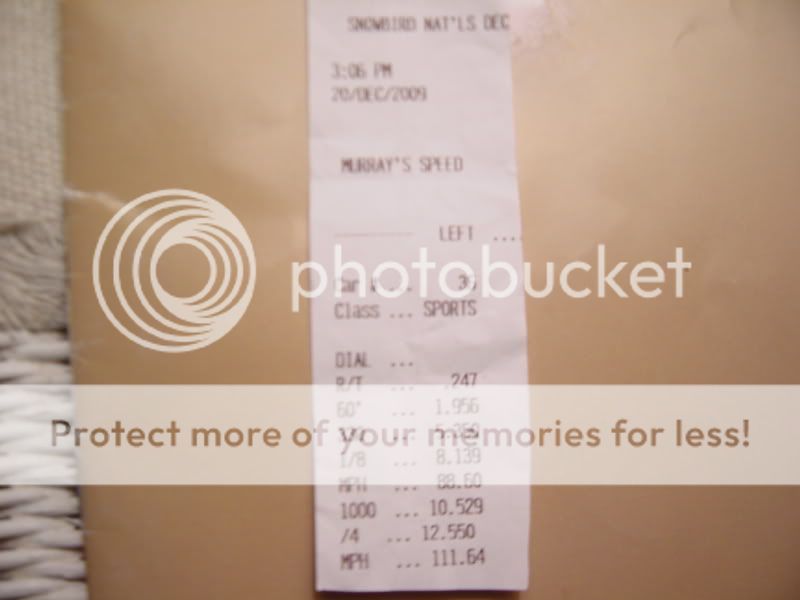 SNOWBIRD NAT'LS DEC
3:06 PM
20/DEC/2009
MURRAY'S SPEED
---------- LEFT ....
photobucket
Class ... SPORTS
DIAL ...
R/T ... .247
60' ... 1.956
Protect more of your memories for less!
1/8 ... 8.139
MPH ... 88.60
1000 ... 10.529
/4 ... 12.550
MPH ... 111.64